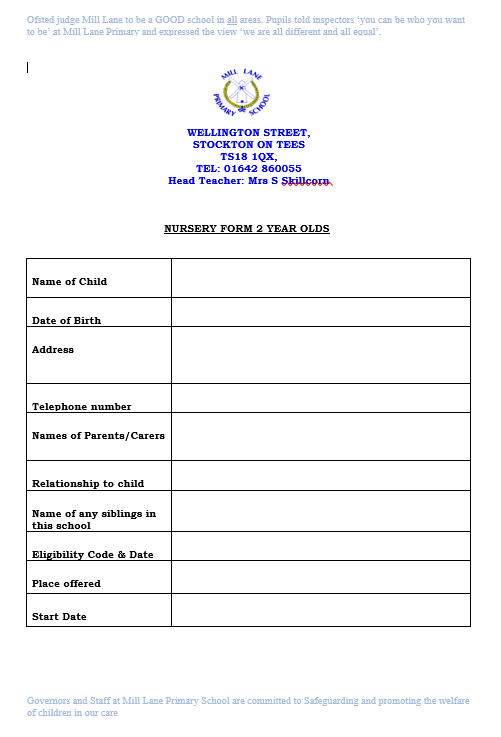 Ofsted judge Mill Lane to be a GOOD school in all areas. Pupils told inspectors ‘you can be who you want
to be’ at Mill Lane Primary and expressed the view ‘we are all different and all equal’.
MILL LANE
PRIMARY SCHOOL
WELLINGTON STREET,
STOCKTON ON TEES
TS18 1QX,
TEL: 01642 860055
Head Teacher: Mrs S Skillcorn
NURSERY FORM 2 YEAR OLDS
Name of Child
Date of Birth
Address
Telephone number
Names of Parents/Carers
Relationship to child
Name of any siblings in
this school
Eligibility Code & Date
Place offered
Start Date
Governors and Staff at Mill Lane Primary School are committed to Safeguarding and promoting the welfare
of children in our care